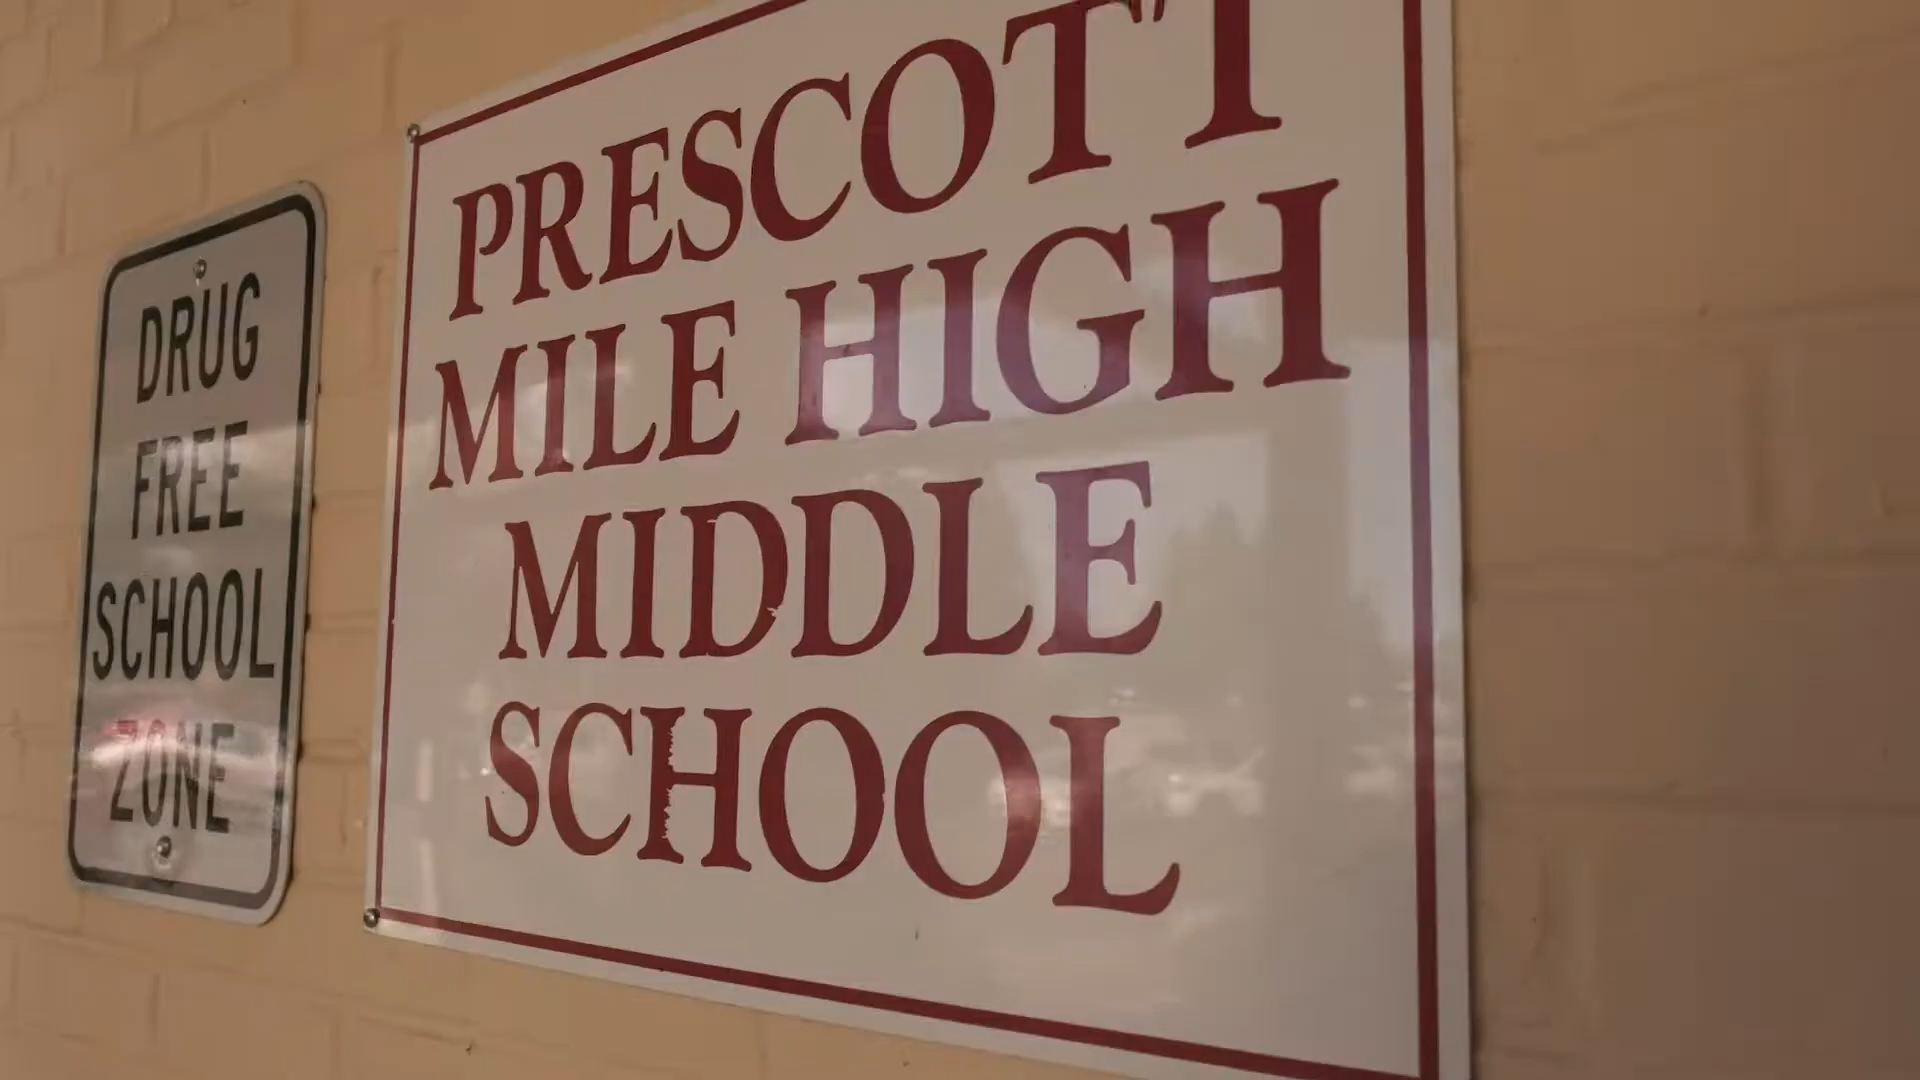 DRUG
FREE
SCHOOL
ZONE
PRESCOTT
MILE HIGH
MIDDLE
SCHOOL